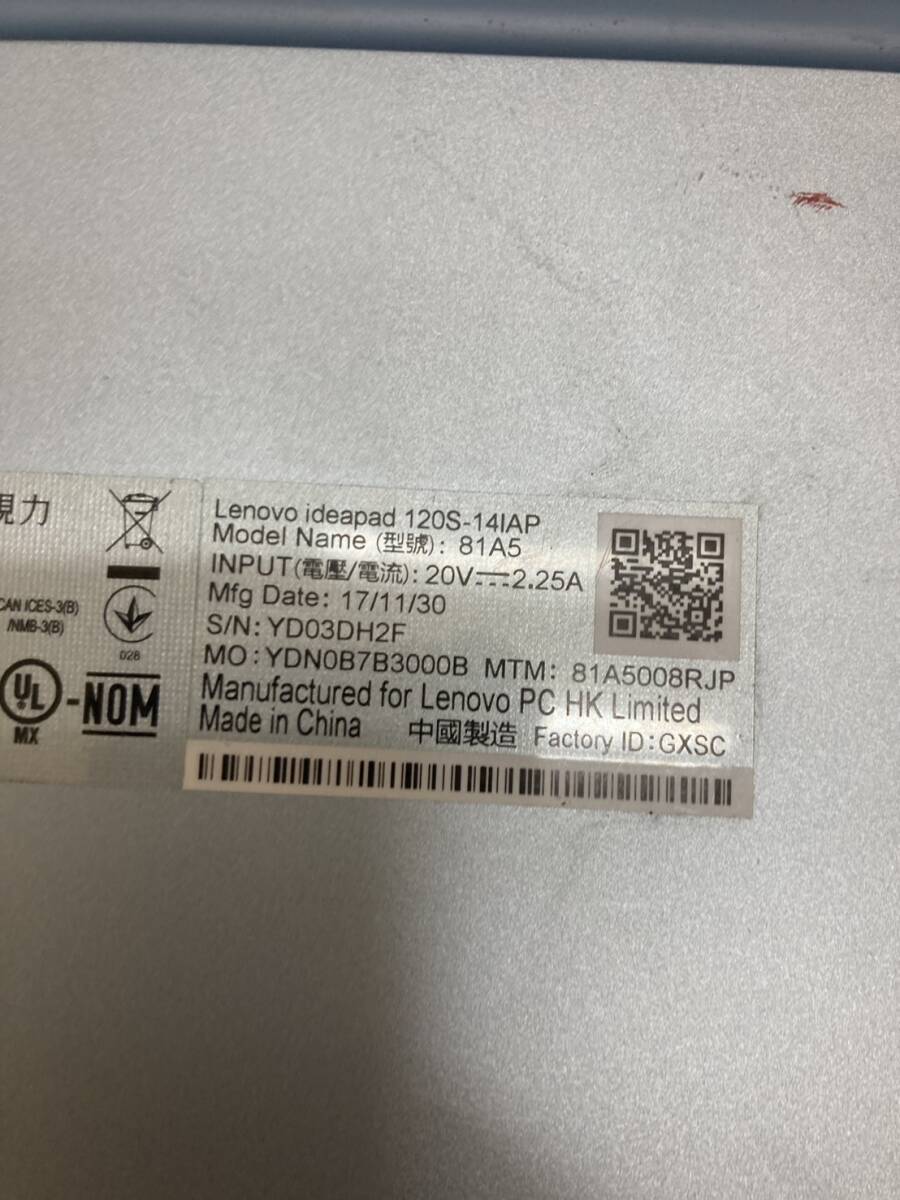 視力
CAN ICES-3(B)
/NMB-3(B)
028
UL
MX
-NOM
Lenovo ideapad 120S-14IAP
Model Name (型號): 81A5
INPUT(電壓/電流): 20V⎓2.25A
Mfg Date: 17/11/30
S/N: YD03DH2F
MO: YDN0B7B3000B MTM: 81A5008RJP
Manufactured for Lenovo PC HK Limited
Made in China 中國製造 Factory ID:GXSC